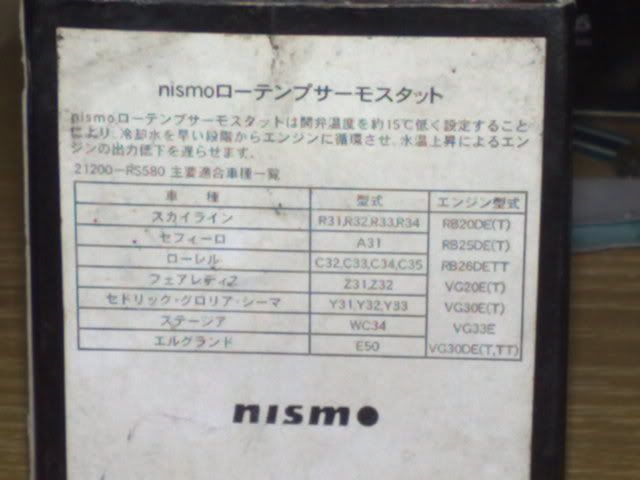 nismoローテンプサーモスタット
nismoローテンプサーモスタットは開弁温度を約15℃低く設定すること
により、冷却水を早い段階からエンジンに循環させ、水温上昇によるエン
ジンの出力低下を遅らせます。
21200-RS580 主要適合車種一覧
車種 型式 エンジン型式
スカイライン R31,R32,R33,R34 RB20DE(T)
セフィーロ A31 RB25DE(T)
ローレル C32,C33,C34,C35 RB26DETT
フェアレディZ Z31,Z32 VG20E(T)
セドリック・グロリア・シーマ Y31,Y32,Y33 VG30E(T)
ステージア WC34 VG33E
エルグランド E50 VG30DE(T,TT)
nismo